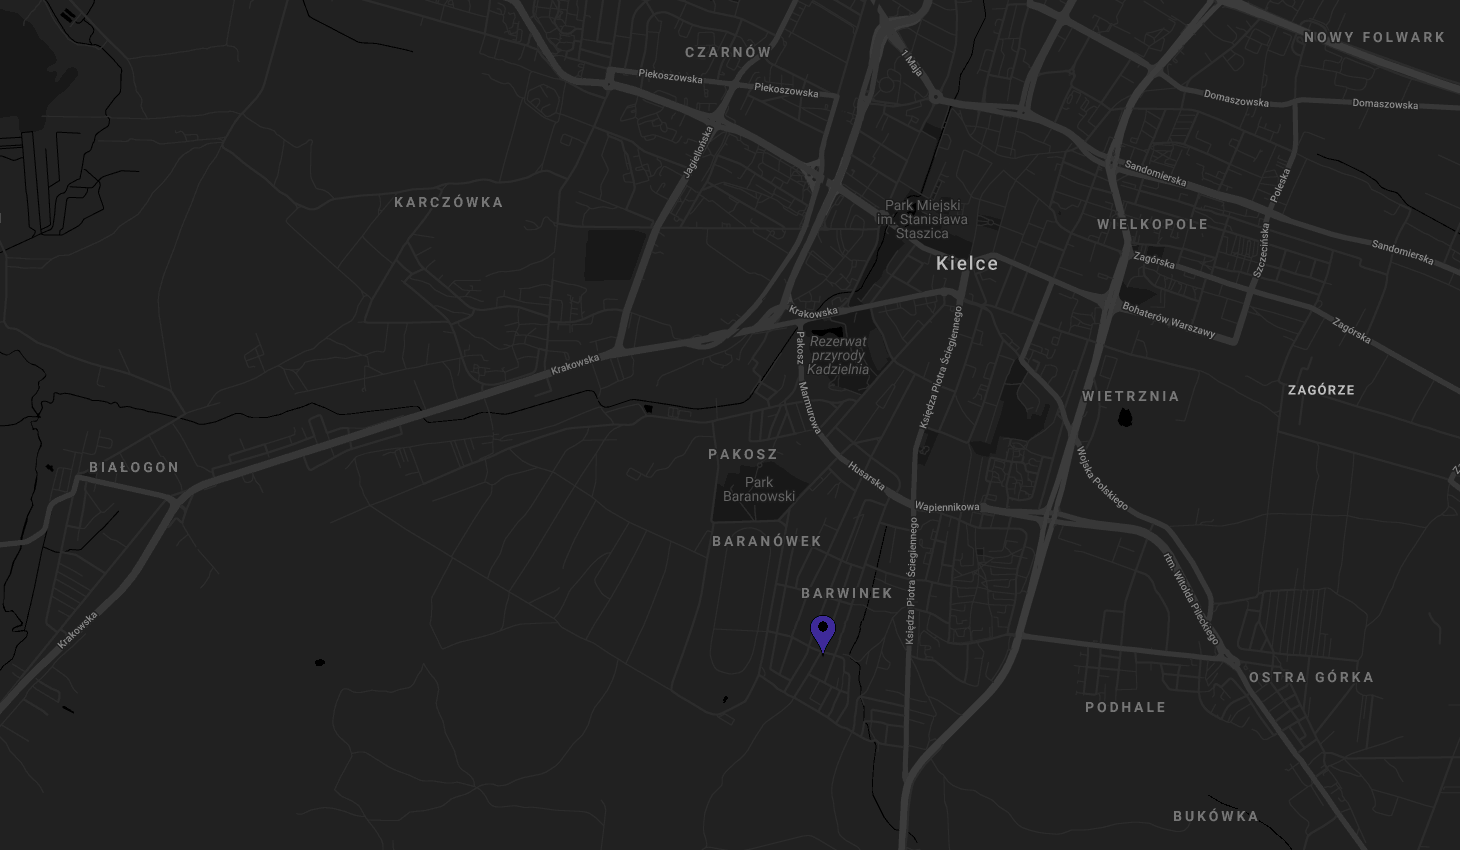 NOWY FOLWARK
CZARNÓW
1 Maja
Piekoszowska
Piekoszowska
Domaszowska
Domaszowska
Jagiellońska
Sandomierska
Poleska
KARCZÓWKA
Park Miejski
im. Stanisława
Staszica
WIELKOPOLE
Szczecińska
Sandomierska
Zagórska
Kielce
Krakowska
Bohaterów Warszawy
Zagórska
Pakosz
Rezerwat
przyrody
Kadzielnia
Księdza Piotra Ściegiennego
Krakowska
Marmurowa
WIETRZNIA
ZAGÓRZE
PAKOSZ
BIAŁOGON
Husarska
Wojska Polskiego
Park
Baranowski
Wapiennikowa
BARANÓWEK
Księdza Piotra Ściegiennego
BARWINEK
rtm. Witolda Pileckiego
Krakowska
OSTRA GÓRKA
PODHALE
BUKÓWKA